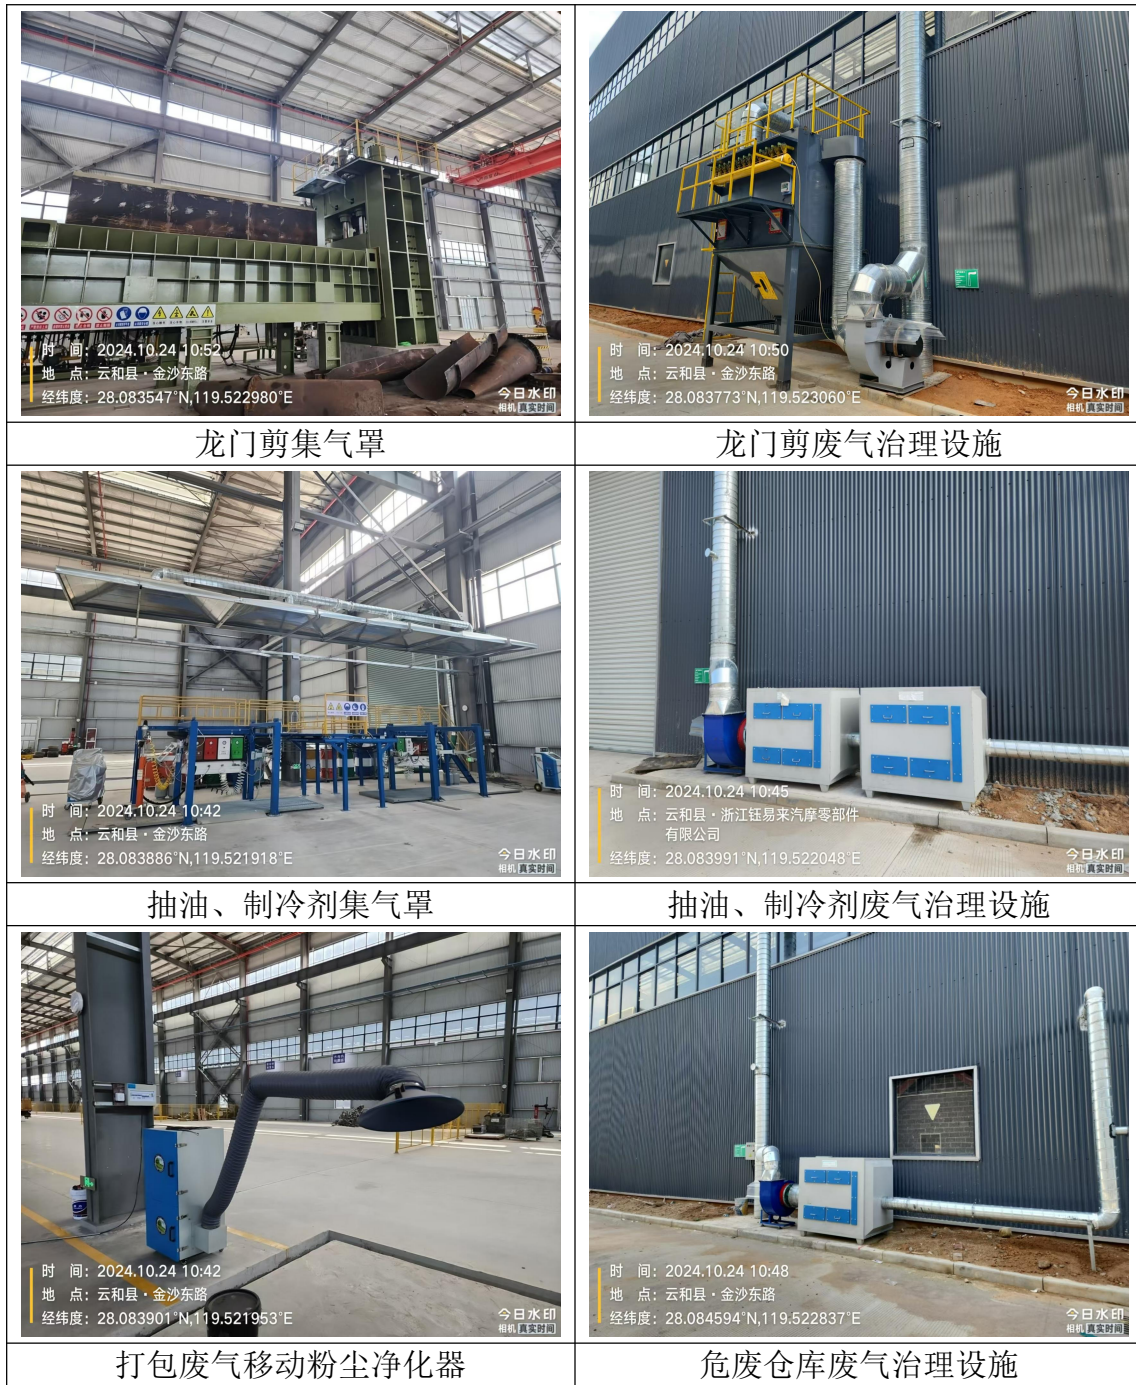 时 间：2024.10.24 10:52
地 点：云和县·金沙东路
经纬度：28.083547°N,119.522980°E
今日水印
相机 真实时间
时 间：2024.10.24 10:50
地 点：云和县·金沙东路
经纬度：28.083773°N,119.523060°E
今日水印
相机 真实时间
龙门剪集气罩
龙门剪废气治理设施
时 间：2024.10.24 10:42
地 点：云和县·金沙东路
经纬度：28.083886°N,119.521918°E
今日水印
相机 真实时间
时 间：2024.10.24 10:45
地 点：云和县·浙江钰易来汽摩零部件
有限公司
经纬度：28.083991°N,119.522048°E
今日水印
相机 真实时间
抽油、制冷剂集气罩
抽油、制冷剂废气治理设施
时 间：2024.10.24 10:42
地 点：云和县·金沙东路
经纬度：28.083901°N,119.521953°E
今日水印
相机 真实时间
时 间：2024.10.24 10:48
地 点：云和县·金沙东路
经纬度：28.084594°N,119.522837°E
今日水印
相机 真实时间
打包废气移动粉尘净化器
危废仓库废气治理设施